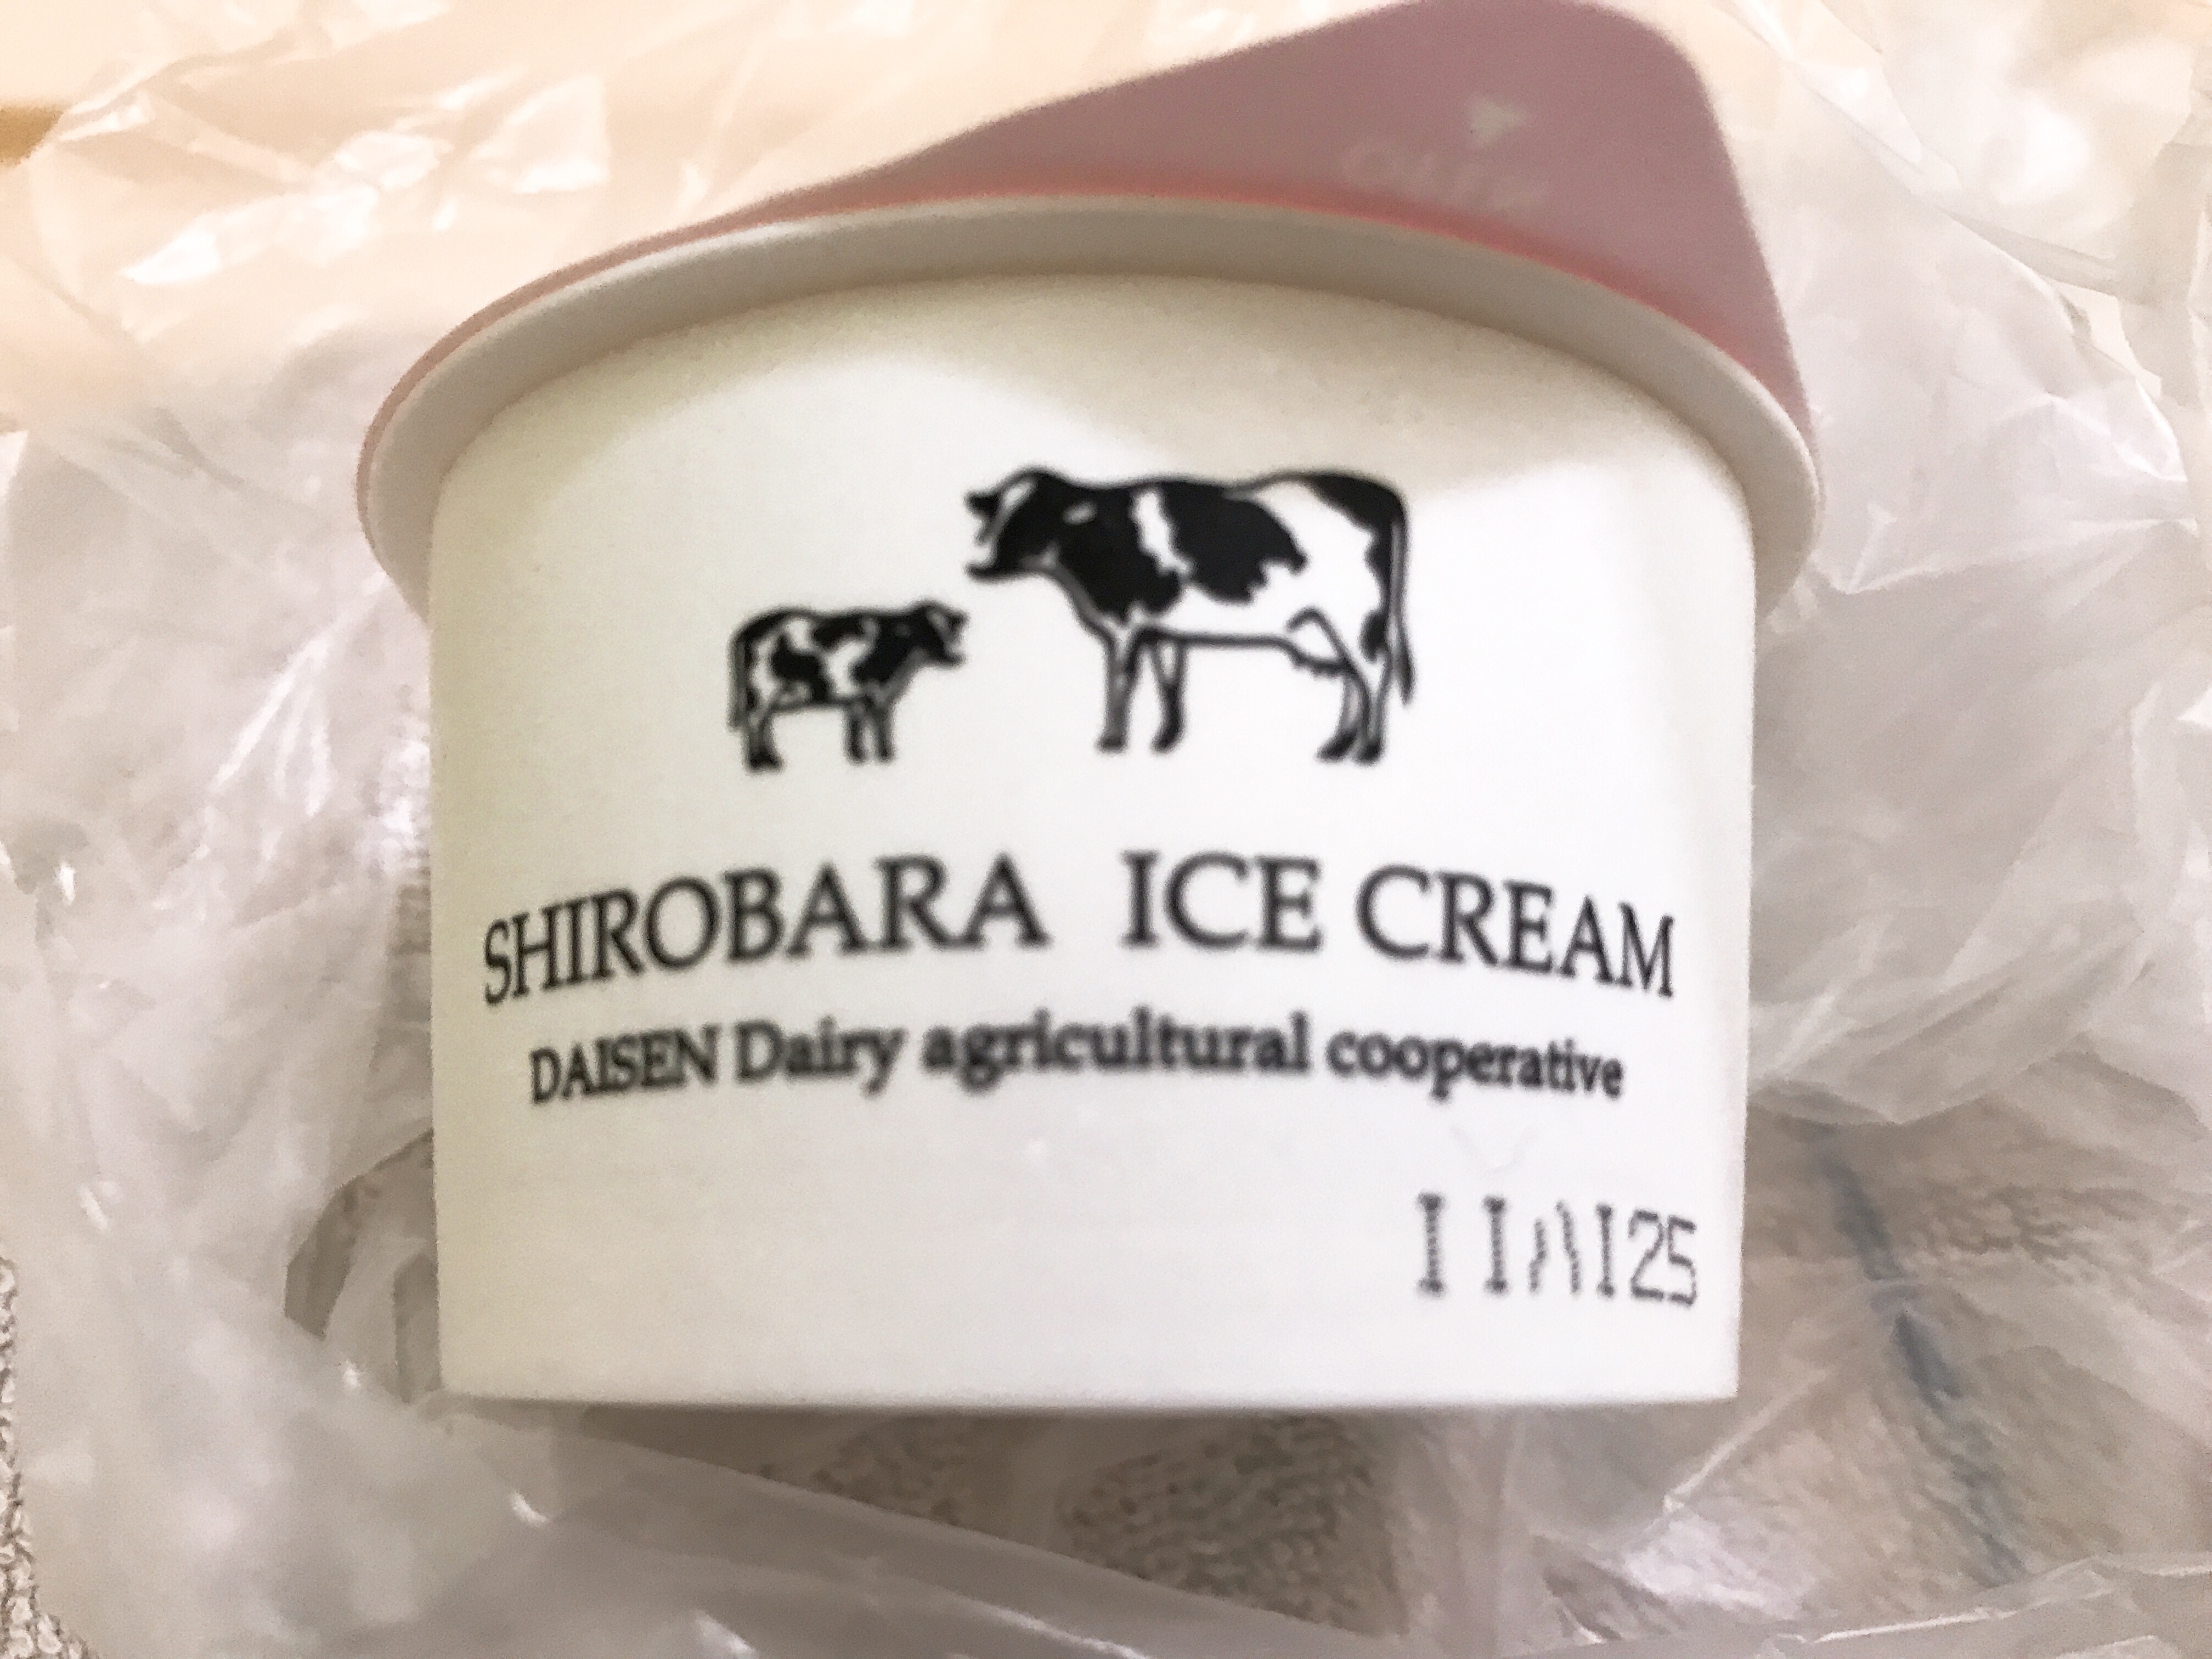 SHIROBARA ICE CREAM
DAISEN Dairy agricultural cooperative